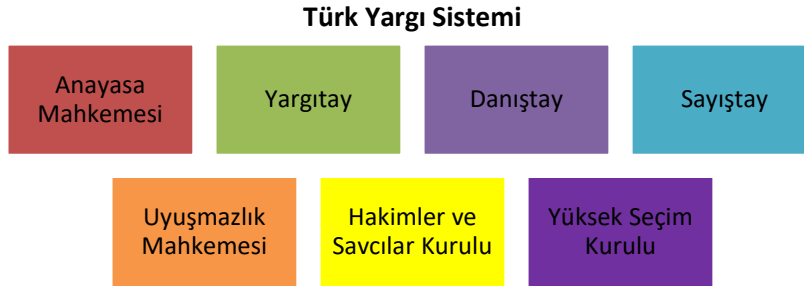 Türk Yargı Sistemi
Anayasa
Mahkemesi
Yargıtay
Danıştay
Sayıştay
Uyuşmazlık
Mahkemesi
Hakimler ve
Savcılar Kurulu
Yüksek Seçim
Kurulu